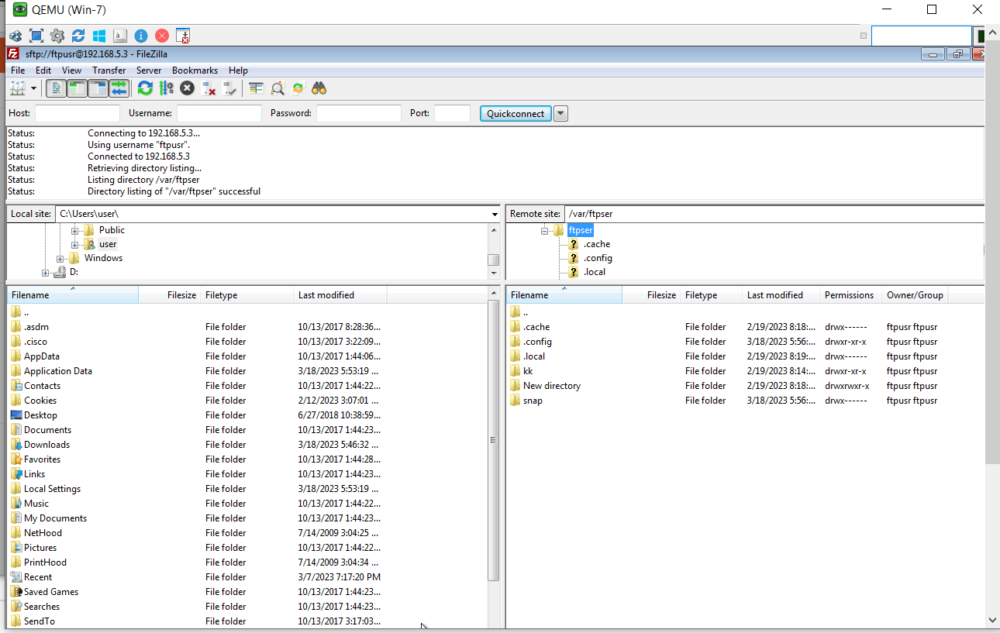 QEMU (Win-7)
sftp://ftpusr@192.168.5.3 - FileZilla
File Edit View Transfer Server Bookmarks Help
Host: Username: Password: Port: Quickconnect
Status: Connecting to 192.168.5.3...
Status: Using username "ftpusr".
Status: Connected to 192.168.5.3
Status: Retrieving directory listing...
Status: Listing directory /var/ftpser
Status: Directory listing of "/var/ftpser" successful
Local site: C:\Users\user\
Public
user
Windows
D:
Remote site: /var/ftpser
ftpser
? .cache
? .config
? .local
Filename Filesize Filetype Last modified
..
.asdm File folder 10/13/2017 8:28:36...
.cisco File folder 10/13/2017 3:22:09...
AppData File folder 10/13/2017 1:44:06...
Application Data File folder 3/18/2023 5:53:19 ...
Contacts File folder 10/13/2017 1:44:22...
Cookies File folder 2/12/2023 3:07:01 ...
Desktop File folder 6/27/2018 10:38:59...
Documents File folder 10/13/2017 1:44:23...
Downloads File folder 3/18/2023 5:46:32 ...
Favorites File folder 10/13/2017 1:44:28...
Links File folder 10/13/2017 1:44:23...
Local Settings File folder 3/18/2023 5:53:19 ...
Music File folder 10/13/2017 1:44:22...
My Documents File folder 10/13/2017 1:44:23...
NetHood File folder 7/14/2009 3:04:25 ...
Pictures File folder 10/13/2017 1:44:22...
PrintHood File folder 7/14/2009 3:04:34 ...
Recent File folder 3/7/2023 7:17:20 PM
Saved Games File folder 10/13/2017 1:44:23...
Searches File folder 10/13/2017 1:44:23...
SendTo File folder 10/13/2017 3:17:03...
Filename Filesize Filetype Last modified Permissions Owner/Group
..
.cache File folder 2/19/2023 8:18:... drwx------ ftpusr ftpusr
.config File folder 3/18/2023 5:56:... drwxr-xr-x ftpusr ftpusr
.local File folder 2/19/2023 8:19:... drwx------ ftpusr ftpusr
kk File folder 2/19/2023 8:14:... drwxr-xr-x ftpusr ftpusr
New directory File folder 2/19/2023 8:18:... drwxrwxr-x ftpusr ftpusr
snap File folder 3/18/2023 5:56:... drwx------ ftpusr ftpusr